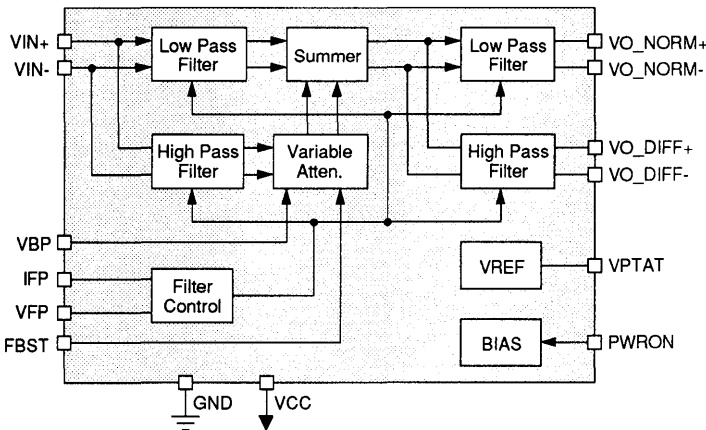 VIN+
VIN-
Low Pass
Filter
Summer
Low Pass
Filter
VO_NORM+
VO_NORM-
High Pass
Filter
Variable
Atten.
High Pass
Filter
VO_DIFF+
VO_DIFF-
VBP
IFP
VFP
FBST
Filter
Control
VREF
VPTAT
BIAS
PWRON
GND
VCC